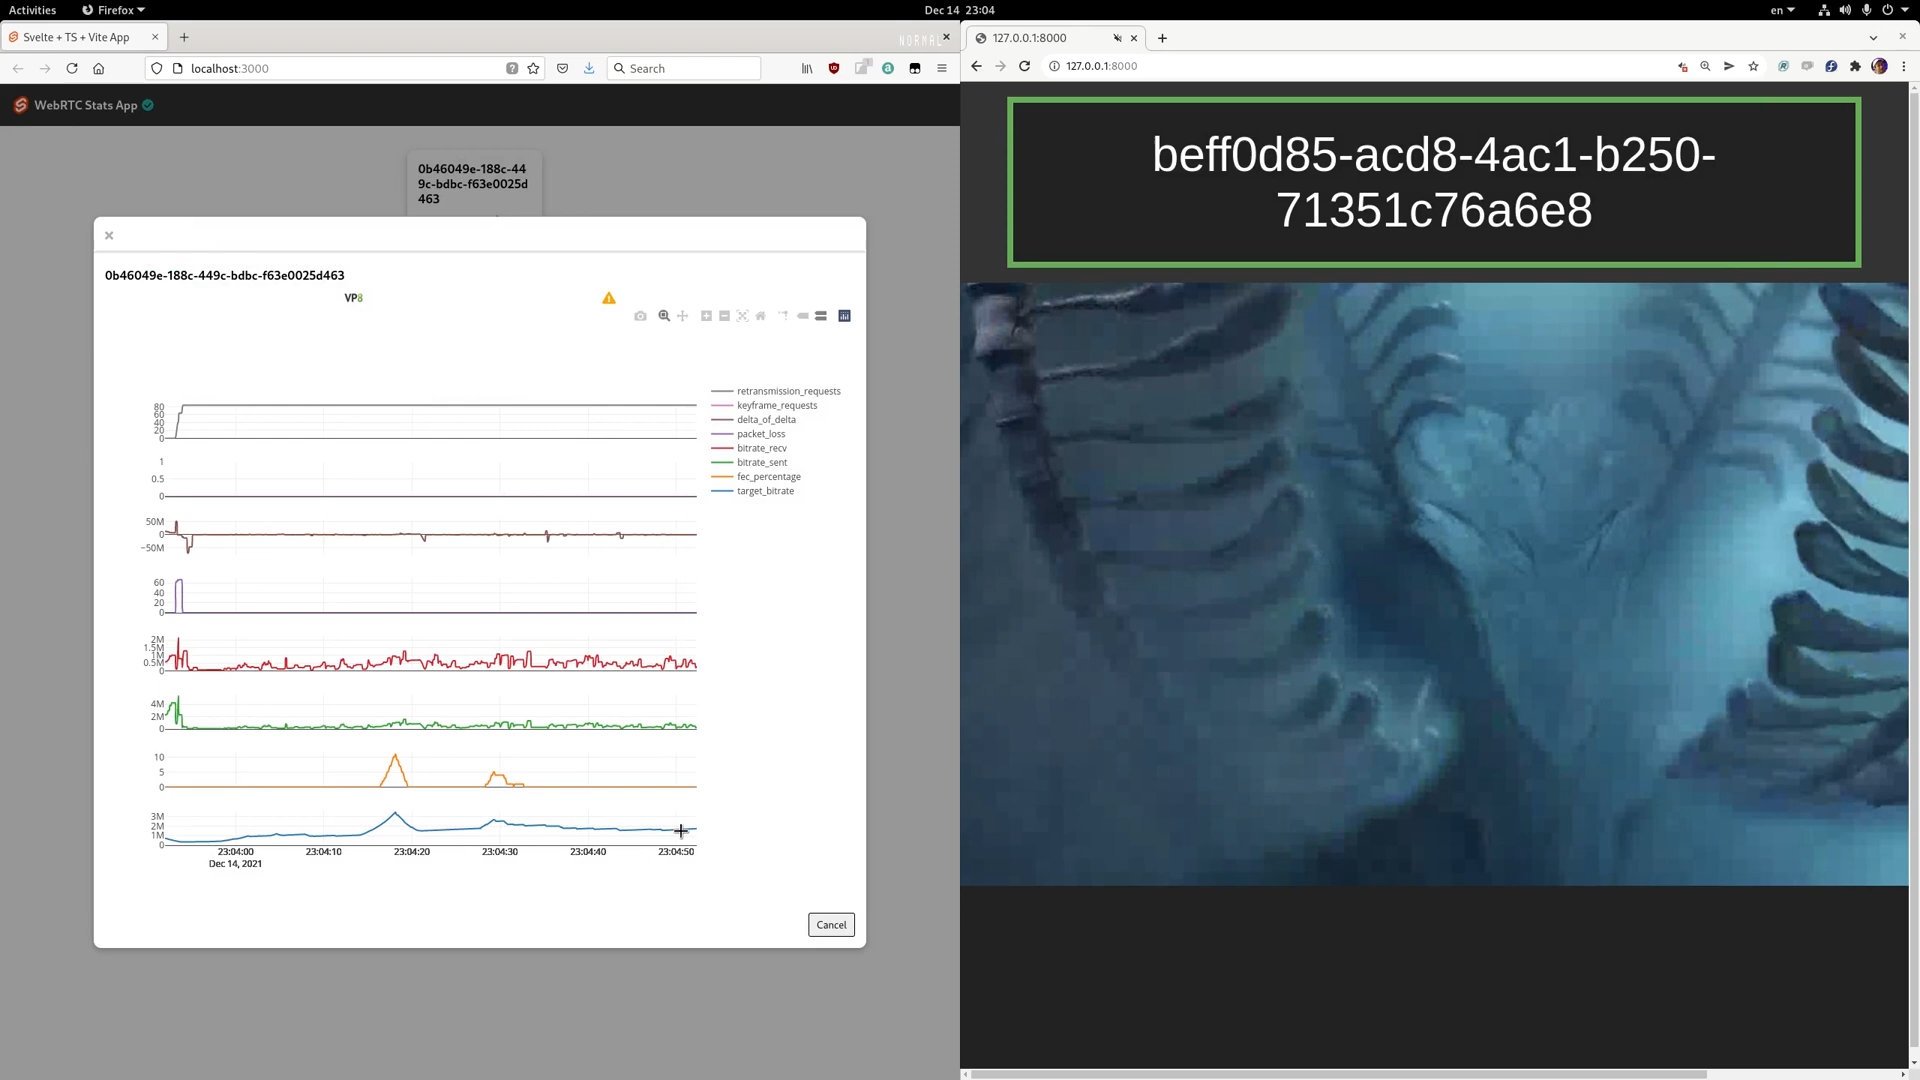 Activities
Firefox
Dec 14 23:04
en
Svelte + TS + Vite App
NORMAL
localhost:3000
Search
WebRTC Stats App
0b46049e-188c-44
9c-bdbc-f63e0025d
463
0b46049e-188c-449c-bdbc-f63e0025d463
VP8
retransmission_requests
keyframe_requests
delta_of_delta
packet_loss
bitrate_recv
bitrate_sent
fec_percentage
target_bitrate
80
60
40
20
0
1
0.5
0
50M
0
−50M
60
40
20
0
2M
1.5M
1M
0.5M
0
4M
2M
0
10
5
0
3M
2M
1M
0
23:04:00 23:04:10 23:04:20 23:04:30 23:04:40 23:04:50
Dec 14, 2021
Cancel
127.0.0.1:8000
127.0.0.1:8000
beff0d85-acd8-4ac1-b250-
71351c76a6e8